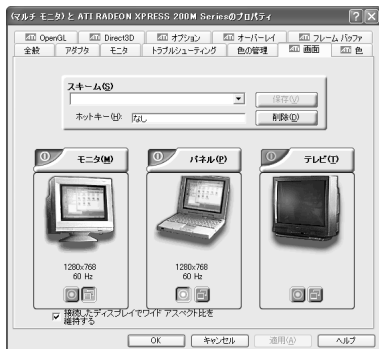 (マルチ モニタ) と ATI RADEON XPRESS 200M Seriesのプロパティ
OpenGL Direct3D オプション オーバーレイ フレーム バッファ
全般 アダプタ モニタ トラブルシューティング 色の管理 画面 色
スキーム(S)
保存(V)
ホットキー(H): なし 削除(D)
モニタ(M) パネル(P) テレビ(T)
1280x768 1280x768
60 Hz 60 Hz
接続したディスプレイでワイド アスペクト比を
維持する
OK キャンセル 適用(A) ヘルプ